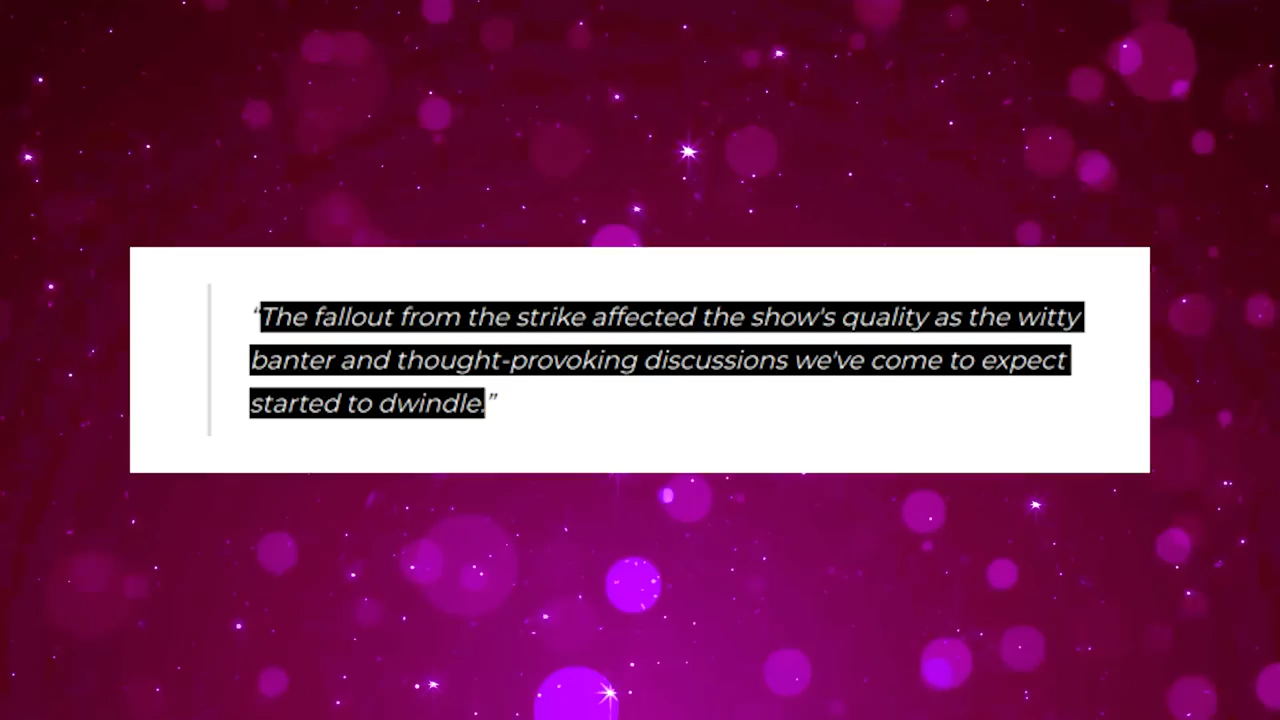 “The fallout from the strike affected the show's quality as the witty
banter and thought-provoking discussions we've come to expect
started to dwindle.”